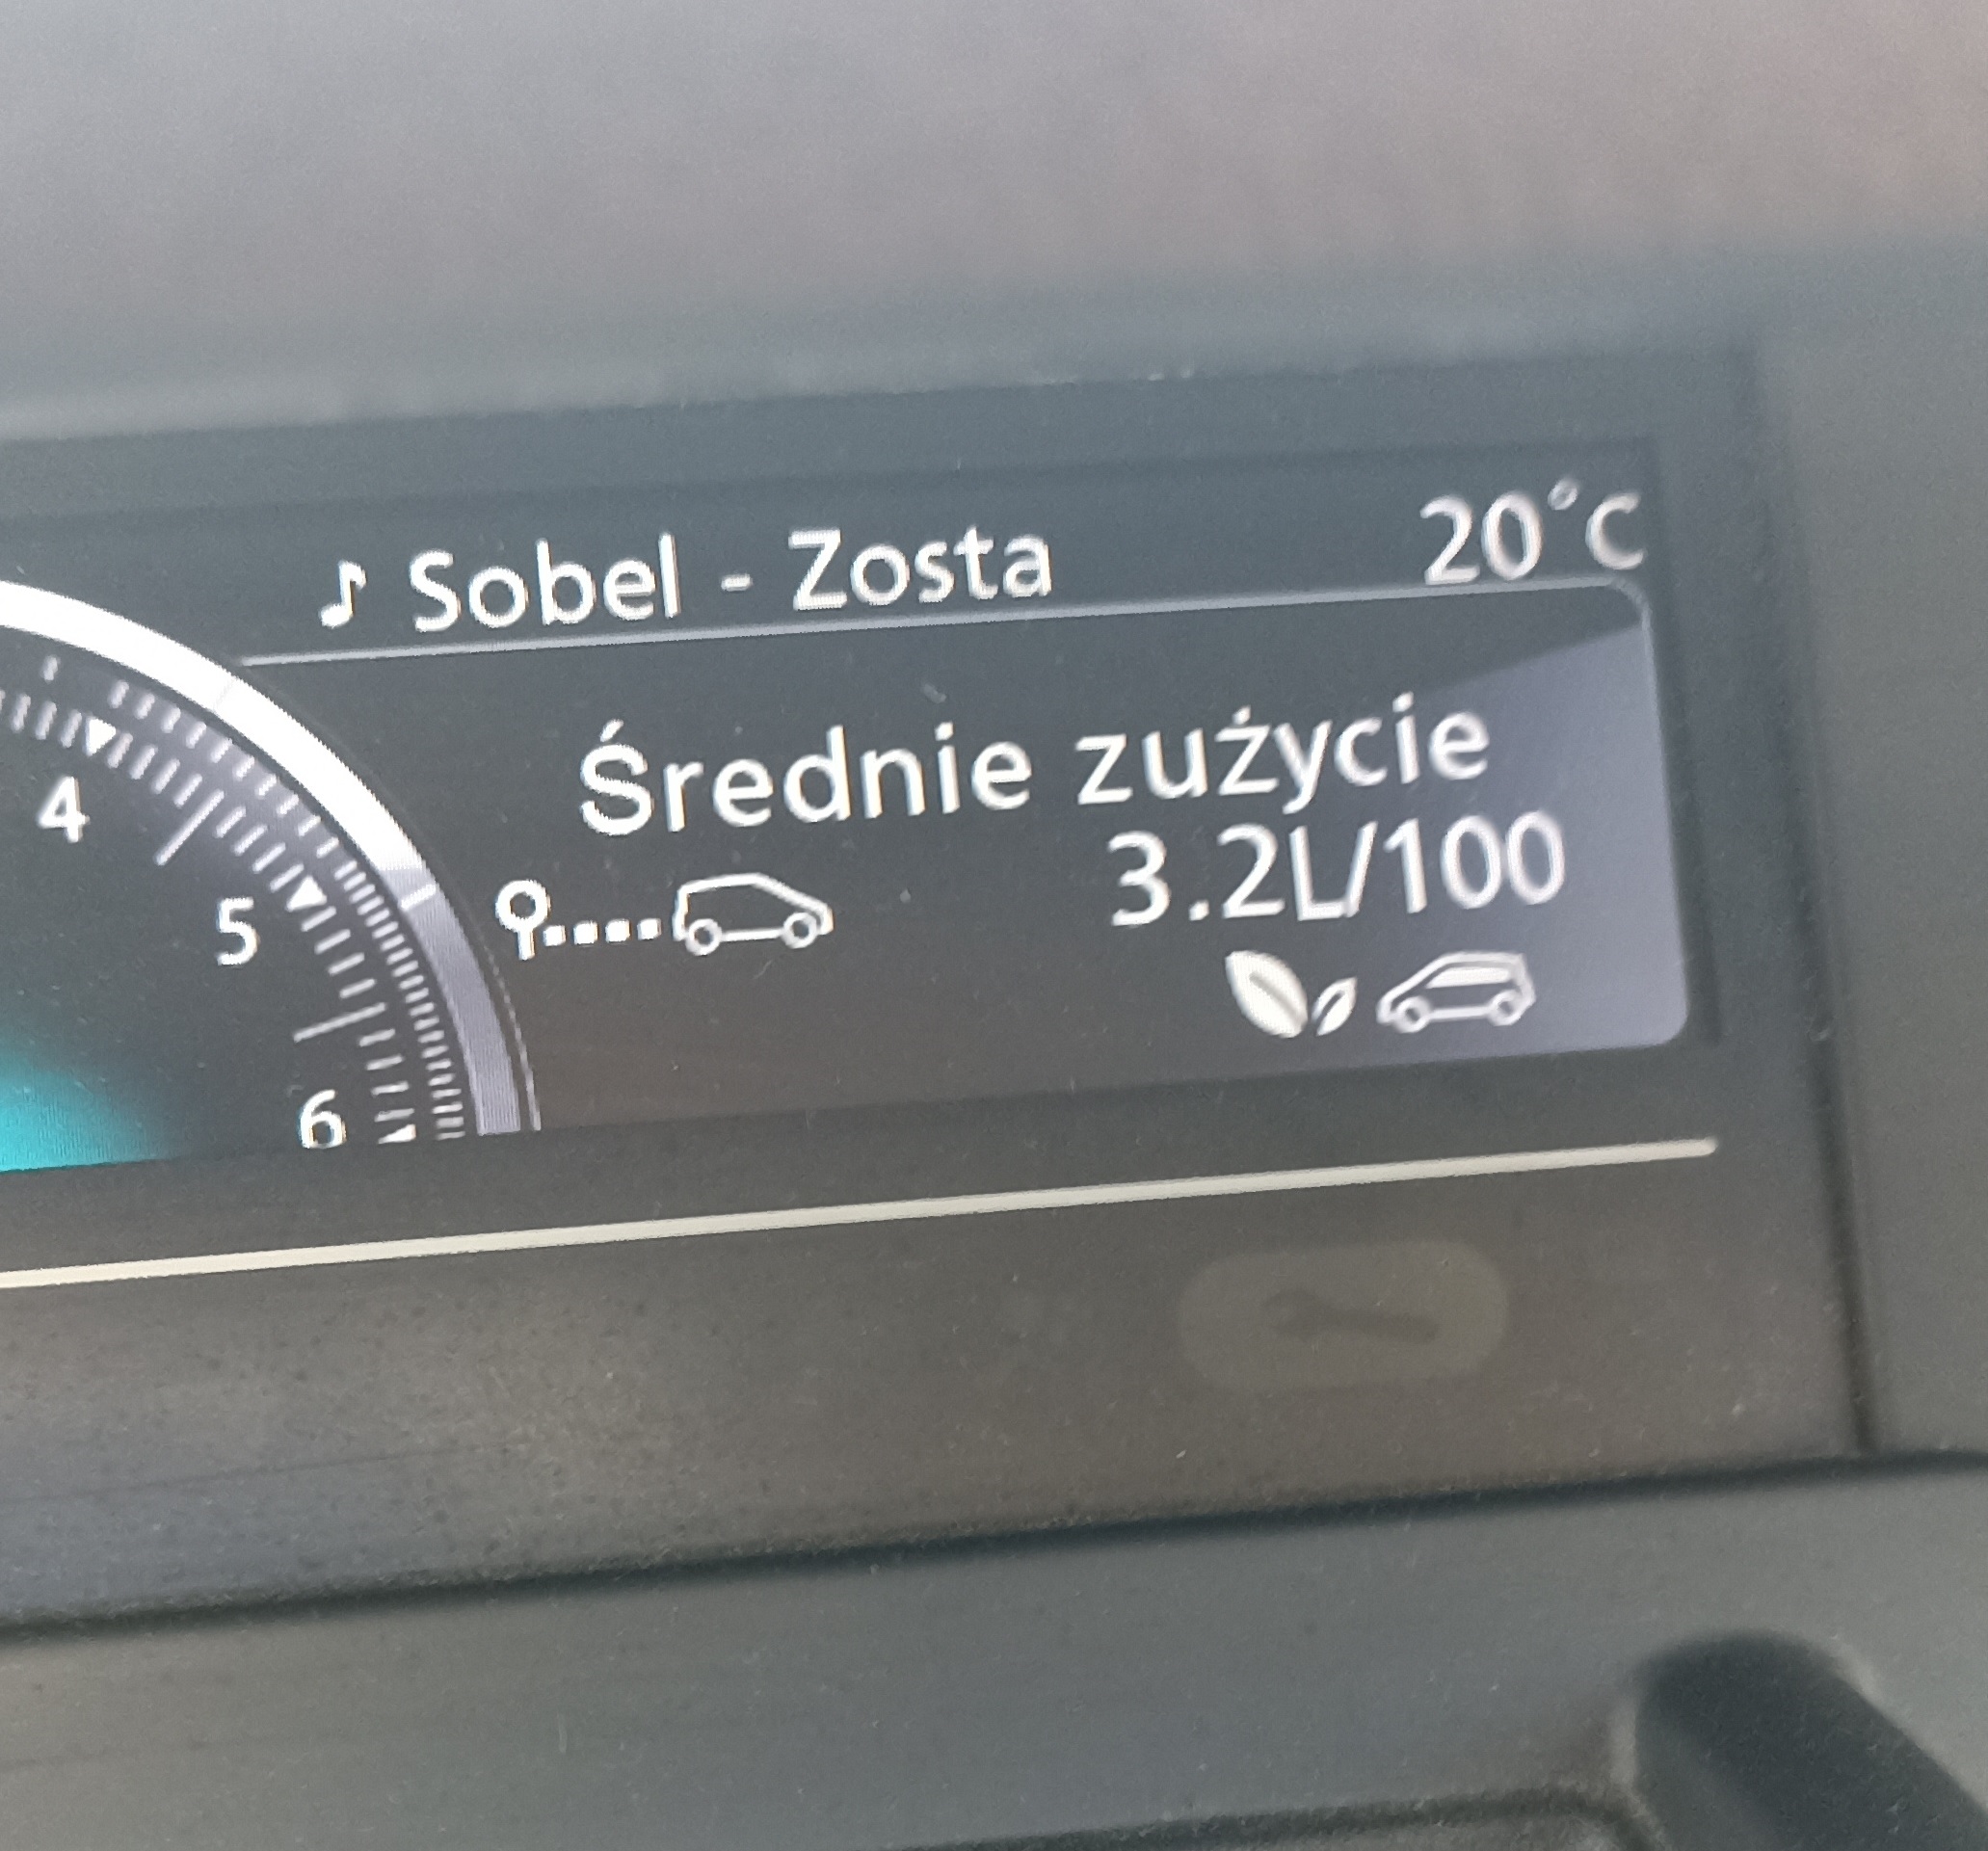 ♪ Sobel - Zosta
20°C
Średnie zużycie
3.2L/100
4
5
6